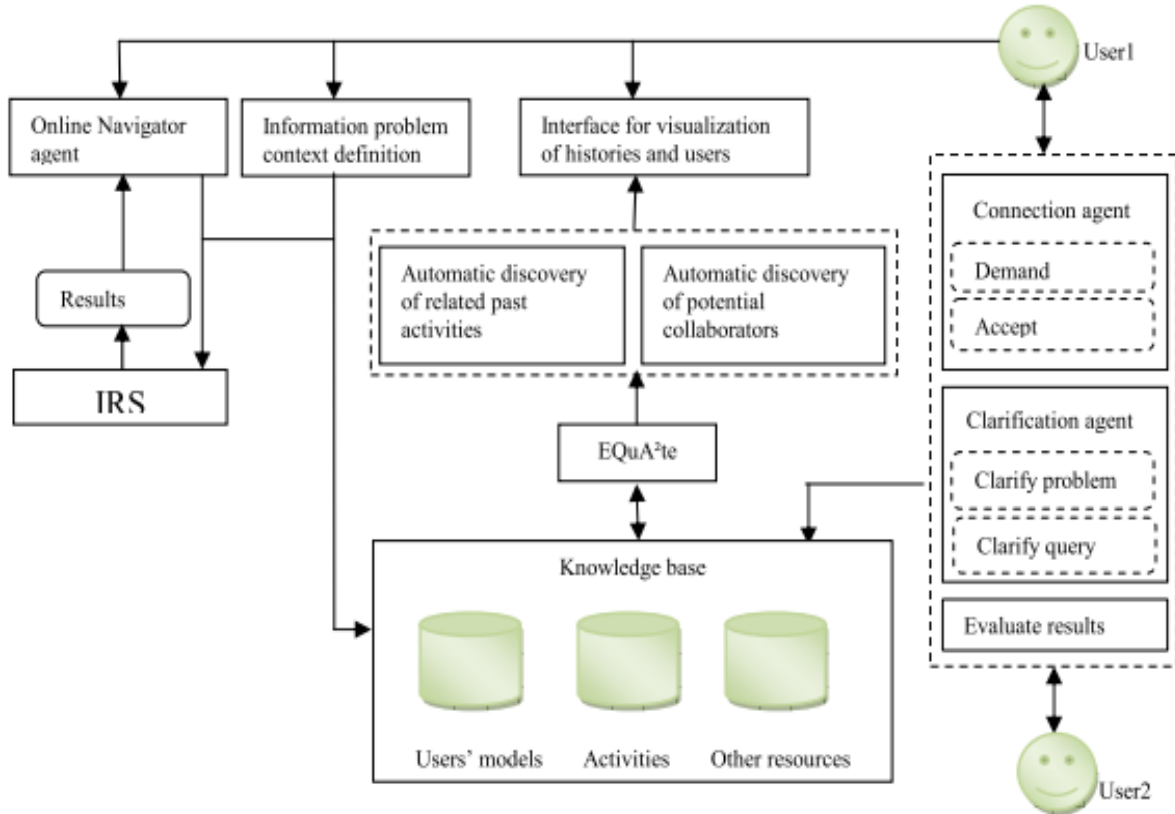 User1
Online Navigator
agent
Information problem
context definition
Interface for visualization
of histories and users
Connection agent
Demand
Accept
Automatic discovery
of related past
activities
Automatic discovery
of potential
collaborators
Results
IRS
EQuA²te
Clarification agent
Clarify problem
Clarify query
Evaluate results
Knowledge base
Users' models
Activities
Other resources
User2